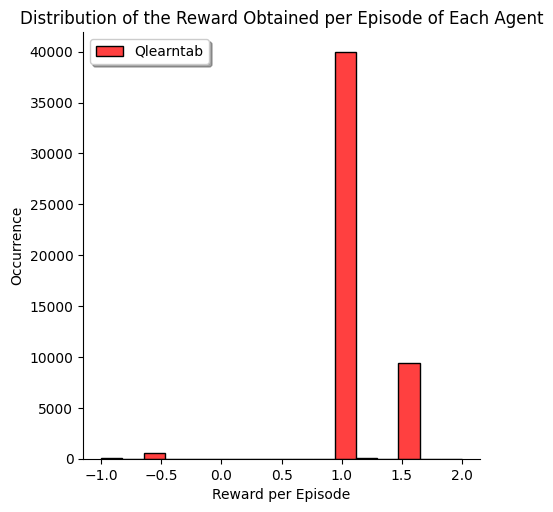 Distribution of the Reward Obtained per Episode of Each Agent
Qlearntab
40000
35000
30000
25000
20000
15000
10000
5000
0
Occurrence
−1.0 −0.5 0.0 0.5 1.0 1.5 2.0
Reward per Episode